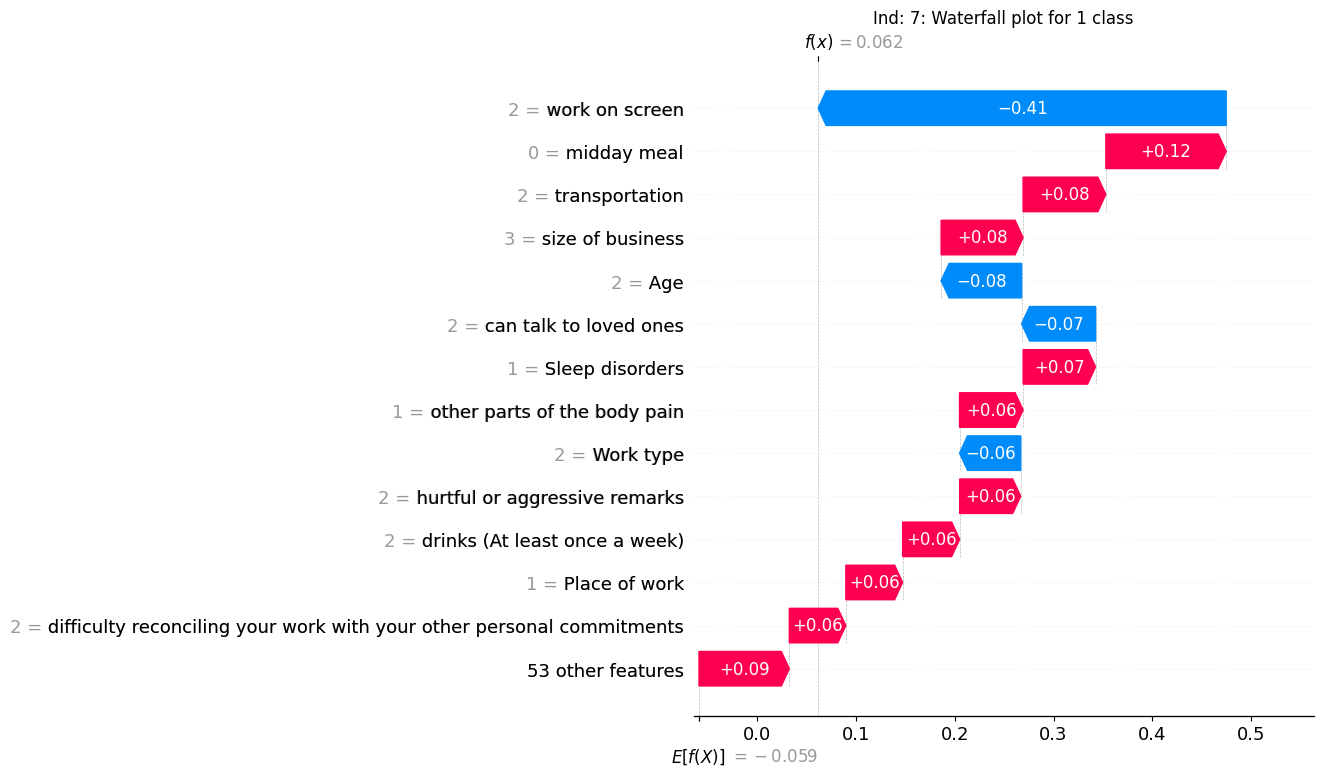 Ind: 7: Waterfall plot for 1 class
f(x) = 0.062
2 = work on screen −0.41
0 = midday meal +0.12
2 = transportation +0.08
3 = size of business +0.08
2 = Age −0.08
2 = can talk to loved ones −0.07
1 = Sleep disorders +0.07
1 = other parts of the body pain +0.06
2 = Work type −0.06
2 = hurtful or aggressive remarks +0.06
2 = drinks (At least once a week) +0.06
1 = Place of work +0.06
2 = difficulty reconciling your work with your other personal commitments +0.06
53 other features +0.09
0.0 0.1 0.2 0.3 0.4 0.5
E[f(X)] = −0.059